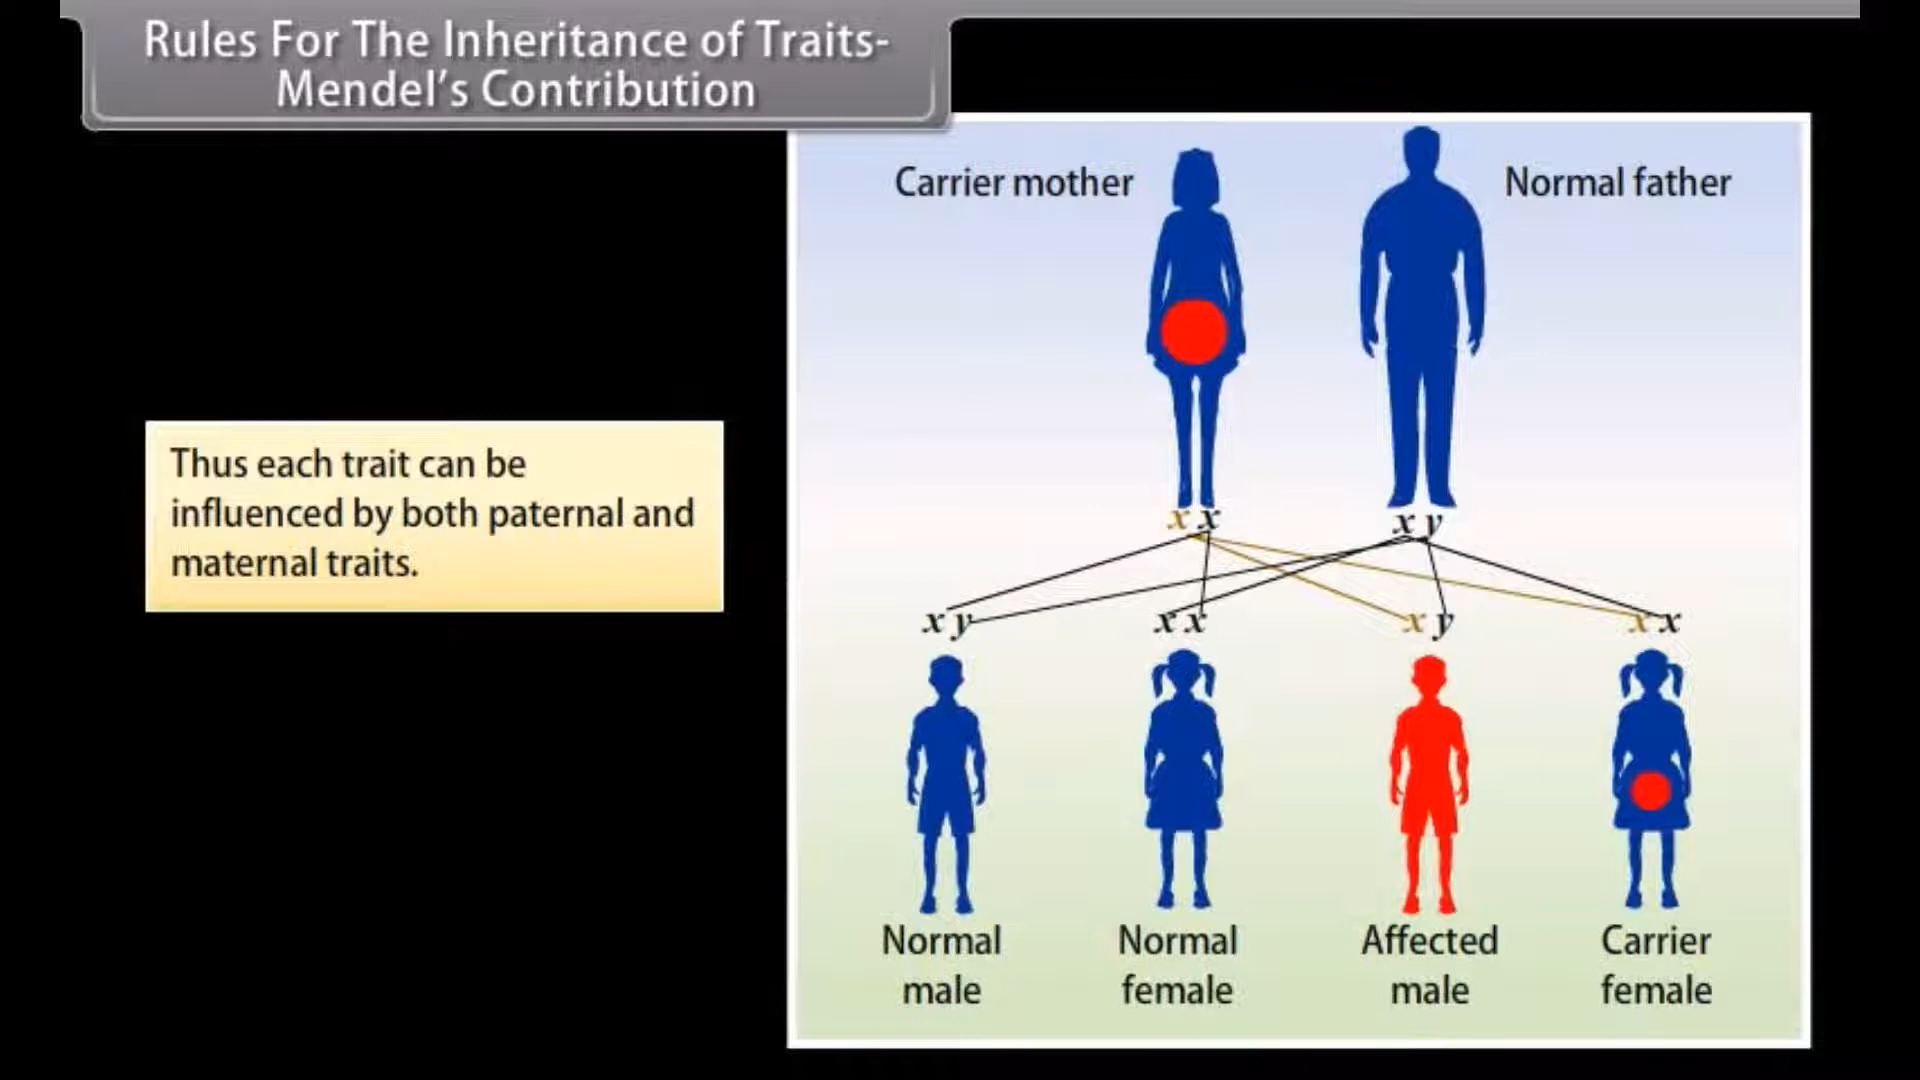 Rules For The Inheritance of Traits-
Mendel's Contribution
Carrier mother
Normal father
Thus each trait can be
influenced by both paternal and
maternal traits.
x x
x y
x y
x x
x y
x x
Normal
male
Normal
female
Affected
male
Carrier
female